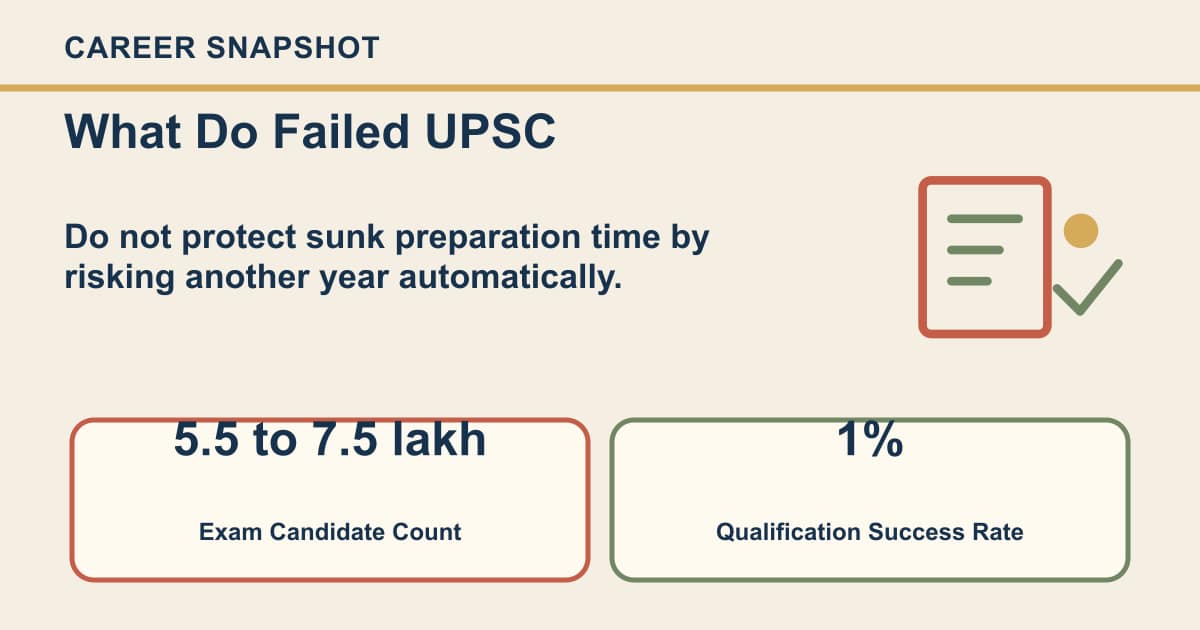 CAREER SNAPSHOT
What Do Failed UPSC
Do not protect sunk preparation time by
risking another year automatically.
5.5 to 7.5 lakh
Exam Candidate Count
1%
Qualification Success Rate